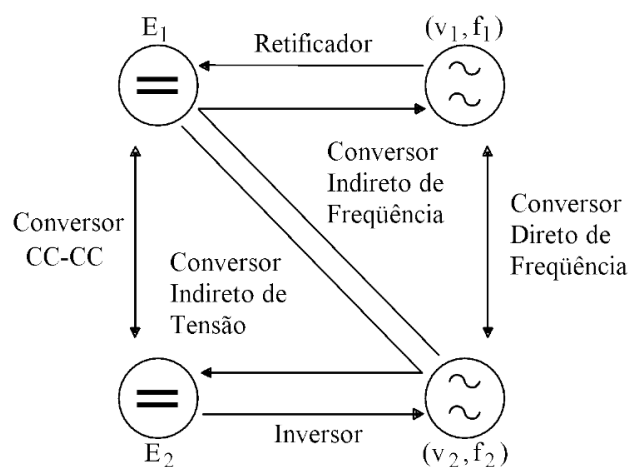 E1
(v1,f1)
Retificador
Conversor
Indireto de
Freqüência
Conversor
CC-CC
Conversor
Direto de
Freqüência
Conversor
Indireto de
Tensão
Inversor
E2
(v2,f2)